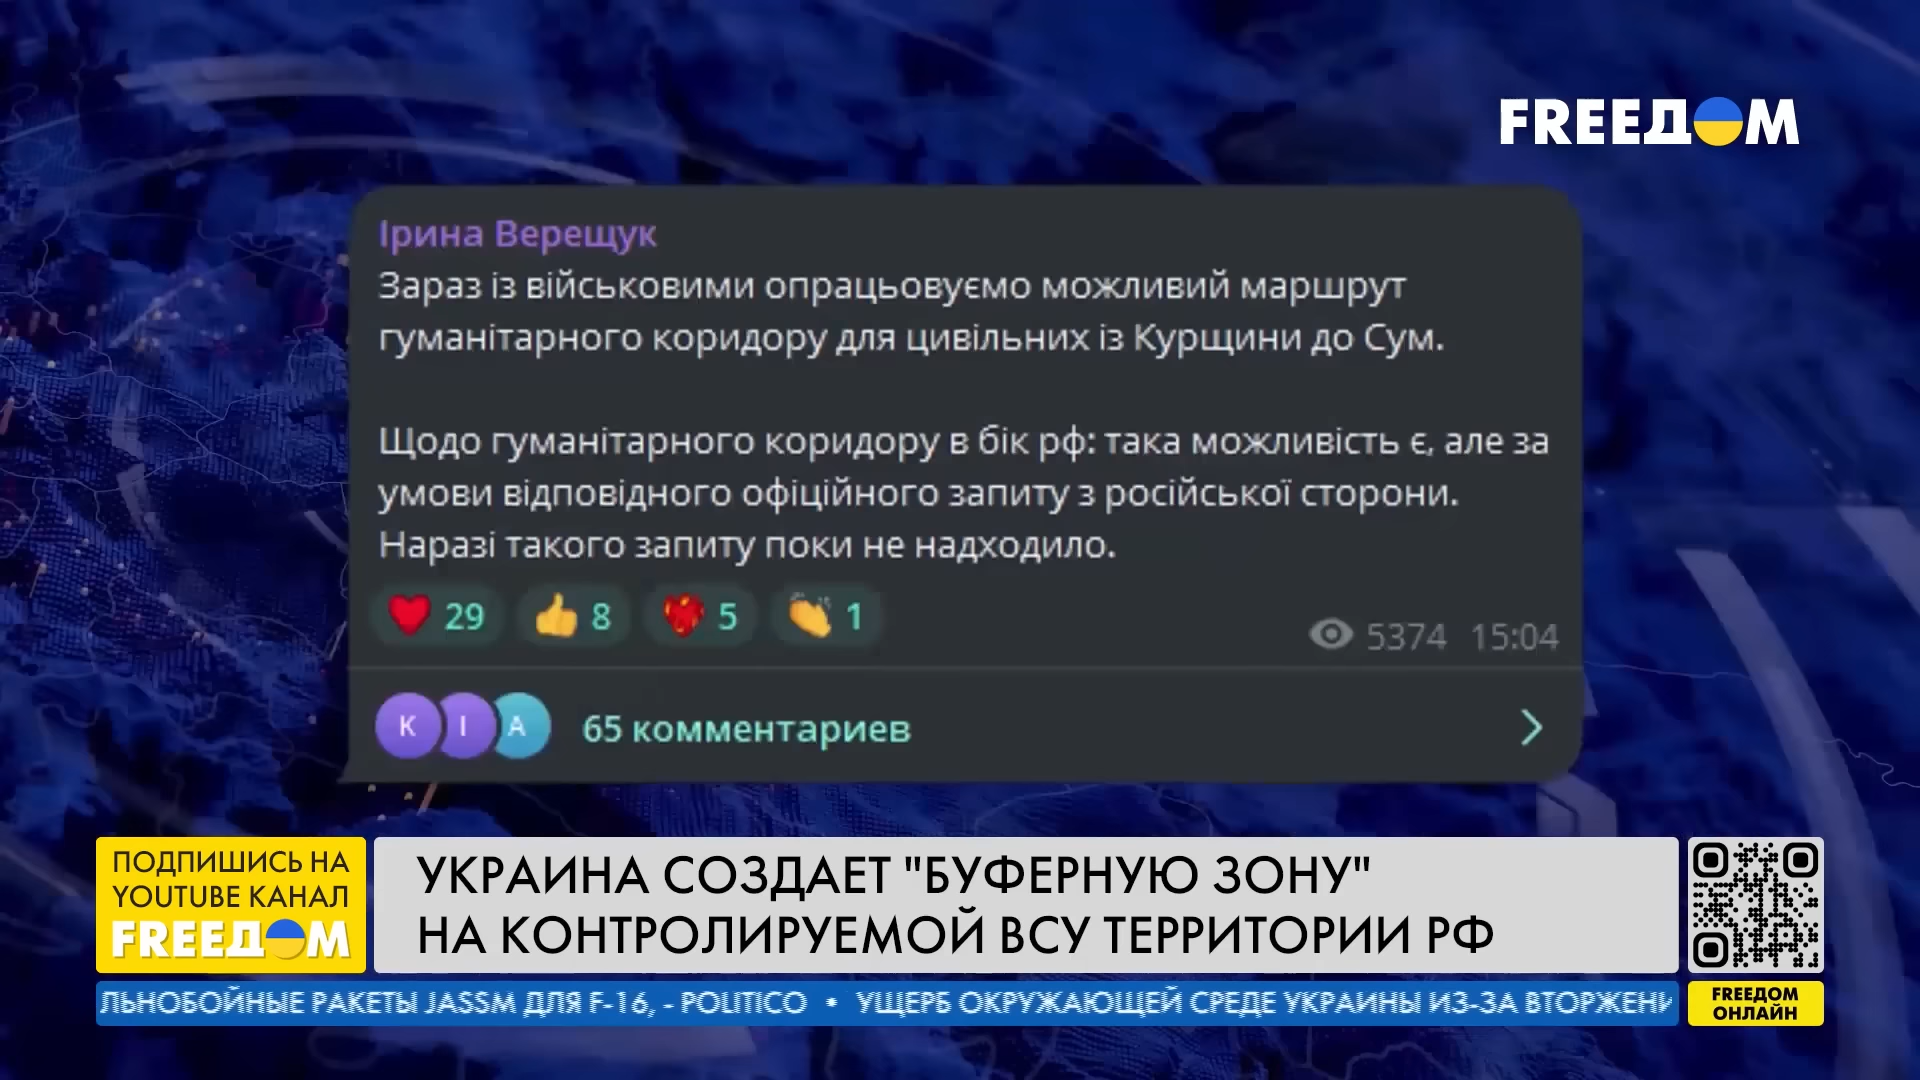 FREEДOM
Ірина Верещук
Зараз із військовими опрацьовуємо можливий маршрут
гуманітарного коридору для цивільних із Курщини до Сум.
Щодо гуманітарного коридору в бік рф: така можливість є, але за
умови відповідного офіційного запиту з російської сторони.
Наразі такого запиту поки не надходило.
29 8 5 1
5374 15:04
К І А 65 комментариев
ПОДПИШИСЬ НА
YOUTUBE КАНАЛ
FREEДOM
УКРАИНА СОЗДАЕТ "БУФЕРНУЮ ЗОНУ"
НА КОНТРОЛИРУЕМОЙ ВСУ ТЕРРИТОРИИ РФ
ЛЬНОБОЙНЫЕ РАКЕТЫ JASSM ДЛЯ F-16, - POLITICO • УЩЕРБ ОКРУЖАЮЩЕЙ СРЕДЕ УКРАИНЫ ИЗ-ЗА ВТОРЖЕНИ
FREEДOM
ОНЛАЙН